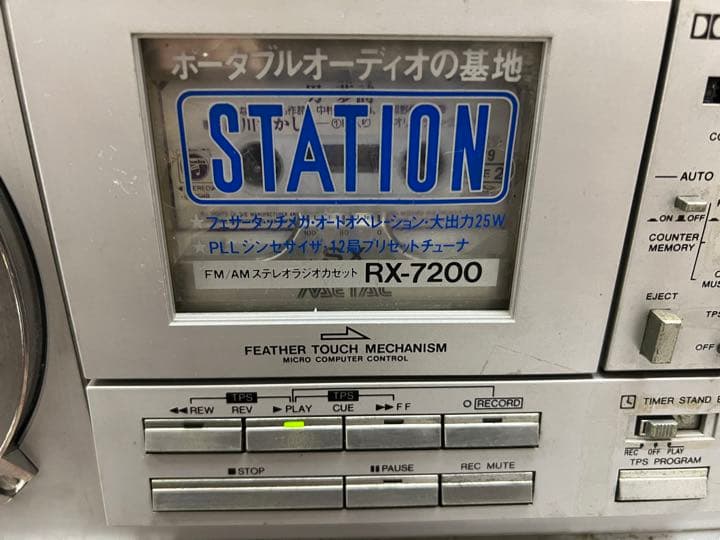 ポータブルオーディオの基地
STATION
フェザータッチメカ・オートオペレーション・大出力25W
PLLシンセサイザ・12局プリセットチューナ
FM/AMステレオラジオカセット RX-7200
METAL
FEATHER TOUCH MECHANISM
MICRO COMPUTER CONTROL
TPS TPS
◀◀ REW REV ▶ PLAY CUE ▶▶ FF ○ RECORD
■ STOP ▮▮ PAUSE REC MUTE
AUTO
ON OFF
COUNTER
MEMORY
EJECT
TPS
OFF
TIMER STAND
REC OFF PLAY
TPS PROGRAM